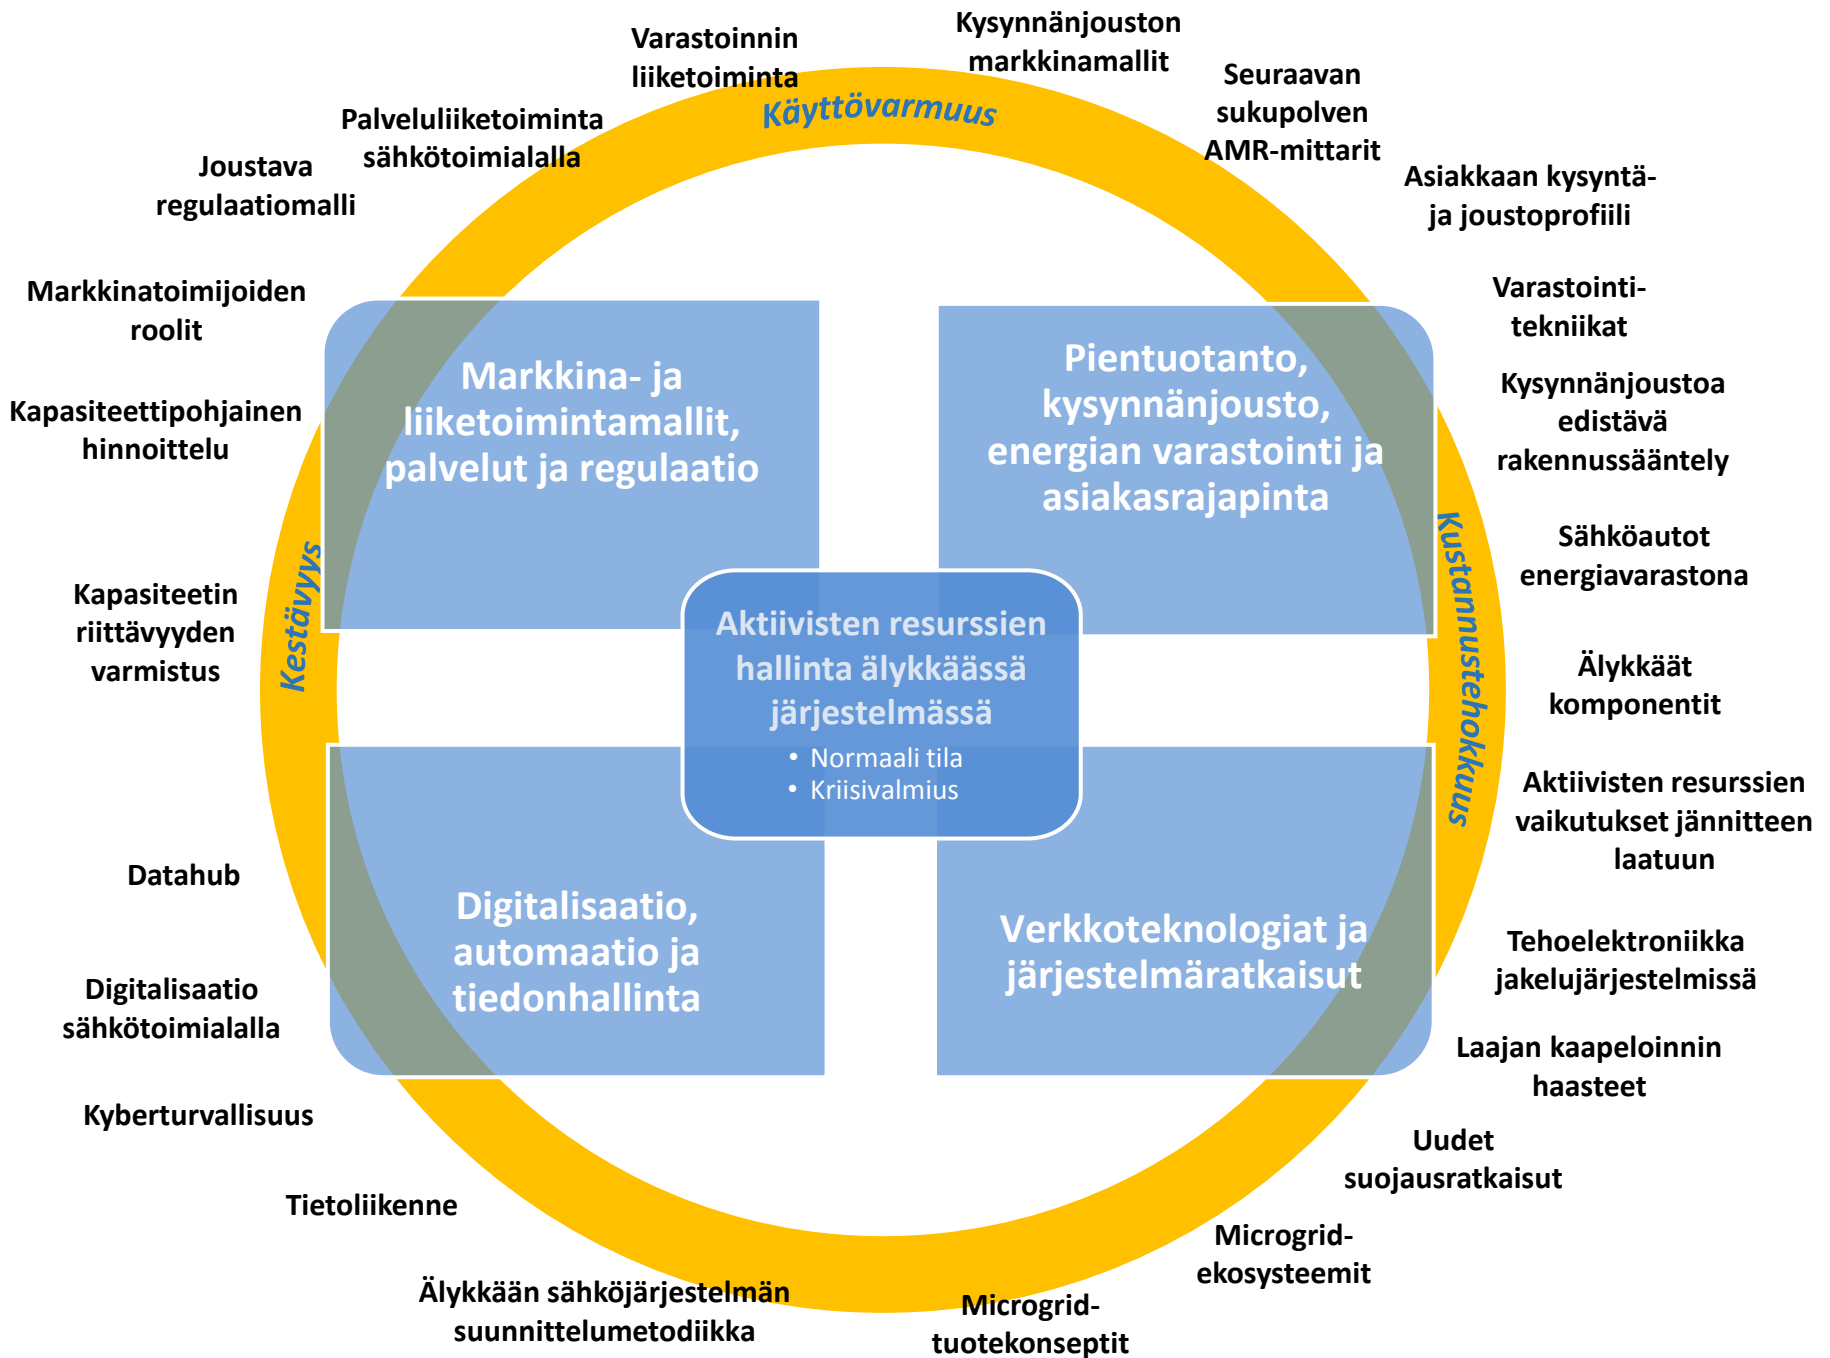 Varastoinnin
liiketoiminta
Kysynnänjouston
markkinamallit
Seuraavan
sukupolven
AMR-mittarit
Palveluliiketoiminta
sähkötoimialalla
Käyttövarmuus
Joustava
regulaatiomalli
Asiakkaan kysyntä-
ja joustoprofiili
Markkinatoimijoiden
roolit
Varastointi-
tekniikat
Kapasiteettipohjainen
hinnoittelu
Kysynnänjoustoa
edistävä
rakennussääntely
Markkina- ja
liiketoimintamallit,
palvelut ja regulaatio
Pientuotanto,
kysynnänjousto,
energian varastointi ja
asiakasrajapinta
Kestävyys
Kustannustehokkuus
Sähköautot
energiavarastona
Kapasiteetin
riittävyyden
varmistus
Aktiivisten resurssien
hallinta älykkäässä
järjestelmässä
• Normaali tila
• Kriisivalmius
Älykkäät
komponentit
Aktiivisten resurssien
vaikutukset jännitteen
laatuun
Datahub
Digitalisaatio,
automaatio ja
tiedonhallinta
Verkkoteknologiat ja
järjestelmäratkaisut
Tehoelektroniikka
jakelujärjestelmissä
Digitalisaatio
sähkötoimialalla
Laajan kaapeloinnin
haasteet
Kyberturvallisuus
Uudet
suojausratkaisut
Tietoliikenne
Microgrid-
ekosysteemit
Älykkään sähköjärjestelmän
suunnittelumetodiikka
Microgrid-
tuotekonseptit